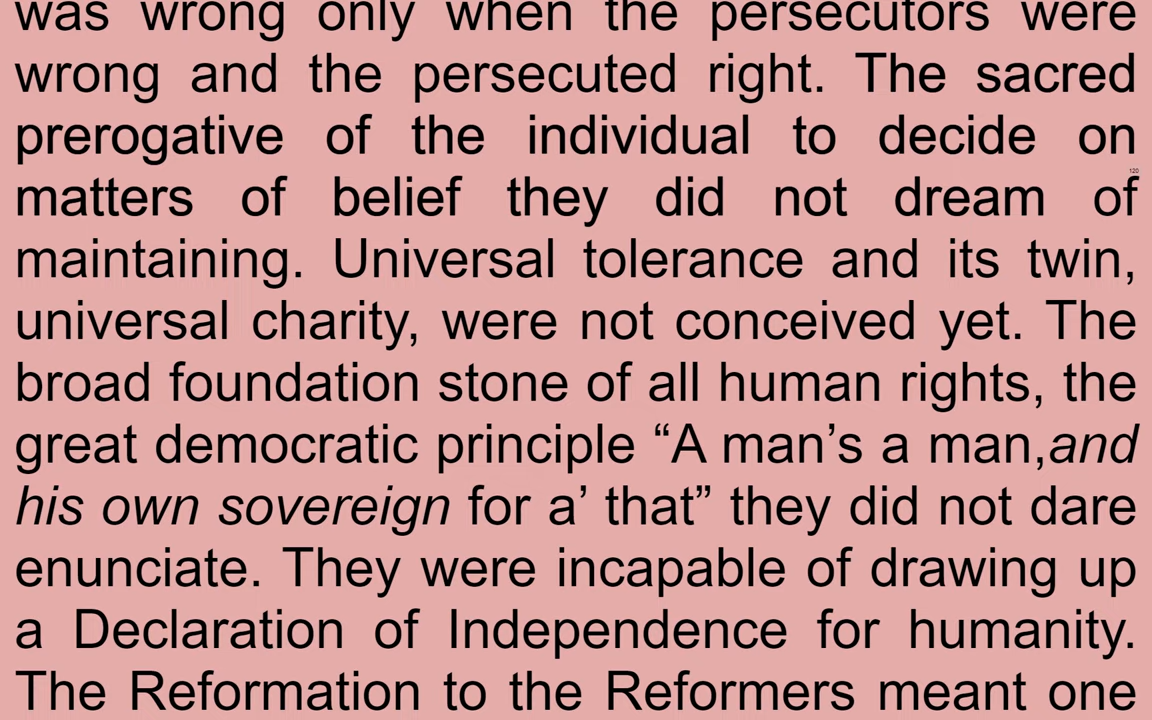 was wrong only when the persecutors were
wrong and the persecuted right. The sacred
prerogative of the individual to decide on
120
matters of belief they did not dream of
maintaining. Universal tolerance and its twin,
universal charity, were not conceived yet. The
broad foundation stone of all human rights, the
great democratic principle “A man’s a man,and
his own sovereign for a’ that” they did not dare
enunciate. They were incapable of drawing up
a Declaration of Independence for humanity.
The Reformation to the Reformers meant one